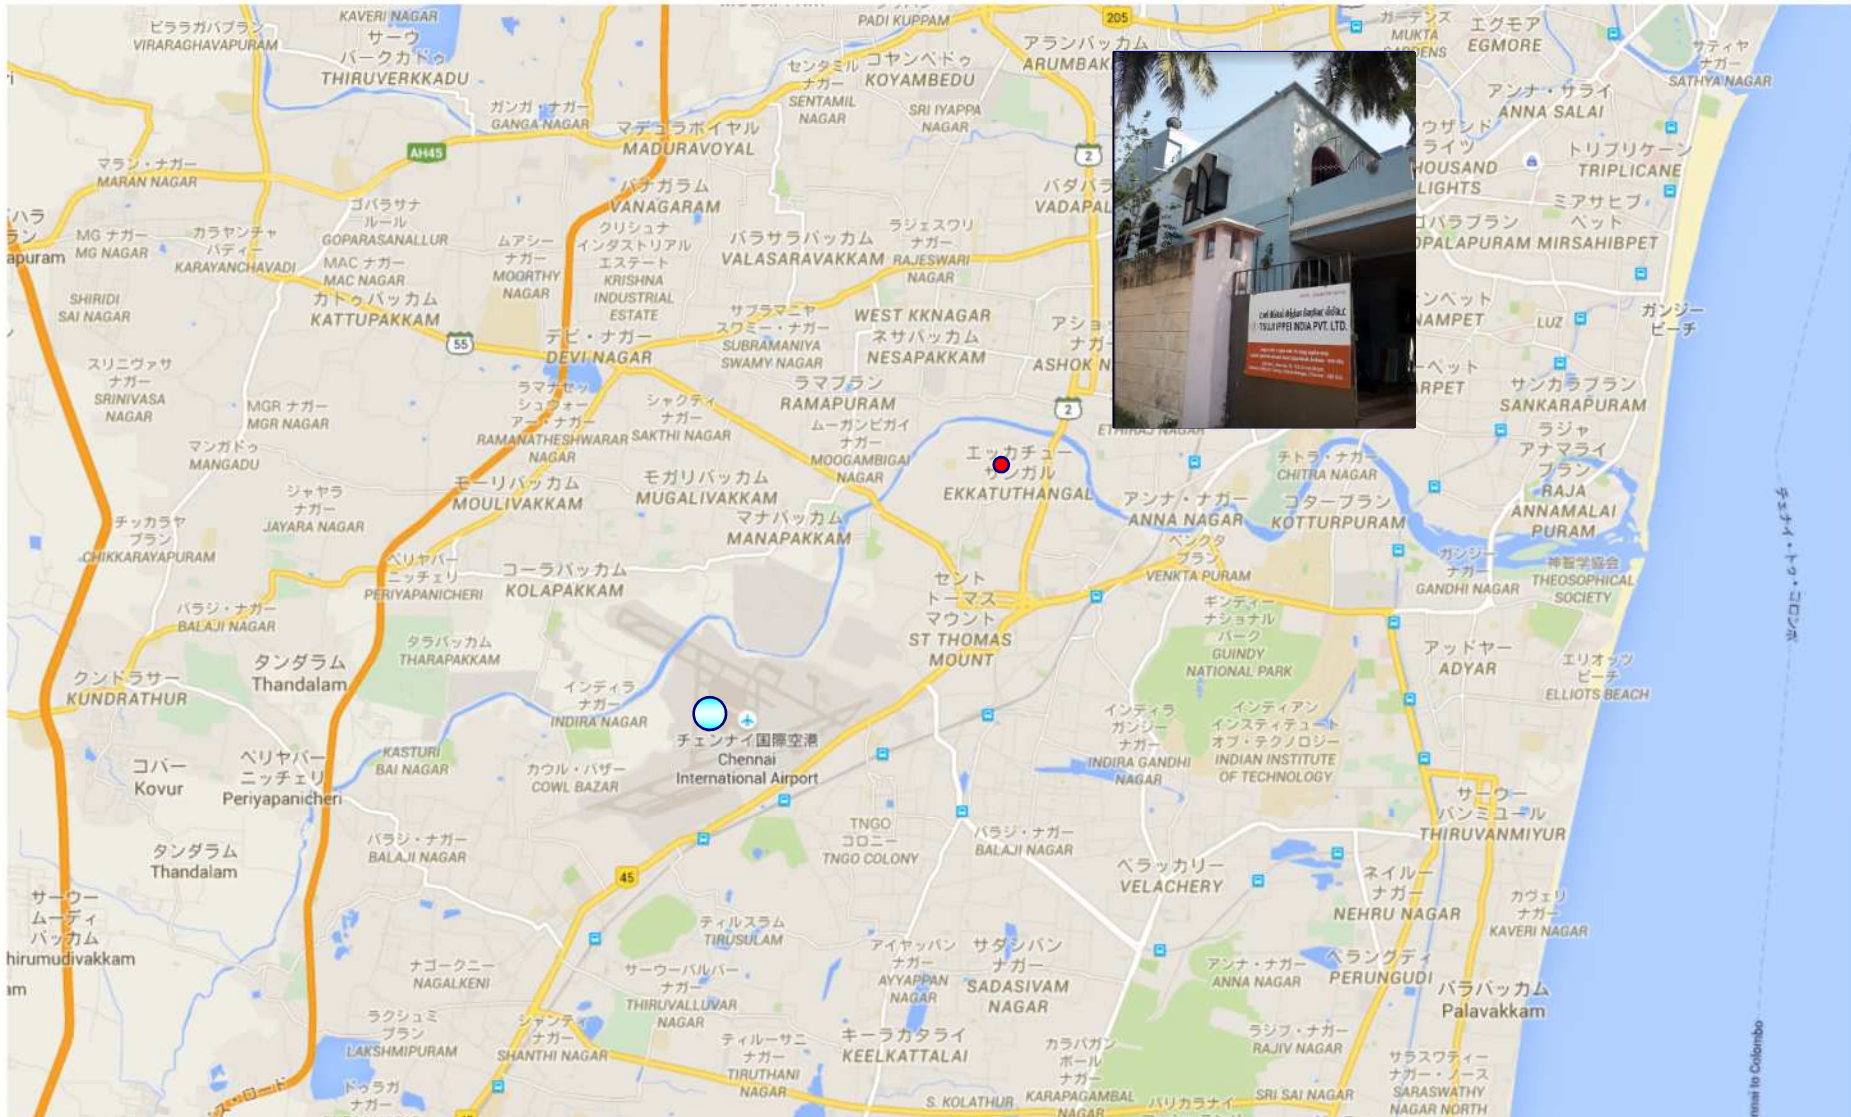 KAVERI NAGAR
PADI KUPPAM
205
ガーデンズ
MUKTA
エグモア
EGMORE
ビララガバプラン
VIRARAGHAVAPURAM
サーウ
バークカドゥ
THIRUVERKKADU
アランバッカム
サティヤ
ナガー
SATHYA NAGAR
センタミル
ナガー
SENTAMIL
NAGAR
コヤンベドゥ
KOYAMBEDU
アンナ・サライ
ANNA SALAI
ガンガ・ナガー
GANGA NAGAR
SRI IYAPPA
NAGAR
マデュラボイヤル
MADURAVOYAL
AH45
2
トリプリケーン
TRIPLICANE
LIGHTS
マラン・ナガー
MARAN NAGAR
バナガラム
VANAGARAM
ゴパラサナ
ルール
GOPARASANALLUR
ミアサヒブ
ペット
MIRSAHIBPET
MG ナガー
MG NAGAR
カラヤンチャ
バディー
KARAYANCHAVADI
ムアシー
ナガー
MOORTHY
NAGAR
クリシュナ
インダストリアル
エステート
KRISHNA
INDUSTRIAL
ESTATE
バラサラバッカム
VALASARAVAKKAM
ラジェスワリ
ナガー
RAJESWARI
NAGAR
MAC ナガー
MAC NAGAR
SHIRIDI
SAI NAGAR
カトゥパッカム
KATTUPAKKAM
サブラマニヤ
スワミー・ナガー
SUBRAMANIYA
SWAMY NAGAR
WEST KKNAGAR
ネサパッカム
NESAPAKKAM
TSUJI IPPEI INDIA PVT. LTD.
LUZ
ガンジー
ビーチ
55
デビ・ナガー
DEVI NAGAR
スリニヴァサ
ナガー
SRINIVASA
NAGAR
ラマプラン
RAMAPURAM
サンカラプラン
SANKARAPURAM
MGR ナガー
MGR NAGAR
RAMANATHESHWARAR
NAGAR
シャクティ
ナガー
SAKTHI NAGAR
ムーガンビガイ
ナガー
MOOGAMBIGAI
NAGAR
2
ETHIRAJ NAGAR
マンガドゥ
MANGADU
エッカチュー
サンガル
EKKATUTHANGAL
チトラ・ナガー
CHITRA NAGAR
ラジャ
アナマライ
プラン
RAJA
ANNAMALAI
PURAM
モーリバッカム
MOULIVAKKAM
モガリバッカム
MUGALIVAKKAM
ジャヤラ
ナガー
JAYARA NAGAR
アンナ・ナガー
ANNA NAGAR
コタープラン
KOTTURPURAM
チッカラヤ
プラン
CHIKKARAYAPURAM
マナパッカム
MANAPAKKAM
ベンクタ
プラン
VENKTA PURAM
ペリヤパー
ニッチェリ
PERIYAPANICHERI
コーラパッカム
KOLAPAKKAM
ガンジー
ナガー
GANDHI NAGAR
神智学協会
THEOSOPHICAL
SOCIETY
バラジ・ナガー
BALAJI NAGAR
セント
トーマス
マウント
ST THOMAS
MOUNT
ギンディー
ナショナル
パーク
GUINDY
NATIONAL PARK
タラパッカム
THARAPAKKAM
アッドヤー
ADYAR
エリオッツ
ビーチ
ELLIOTS BEACH
タンダラム
Thandalam
クンドラサー
KUNDRATHUR
インディラ
ナガー
INDIRA NAGAR
インディラ
ガンジー
ナガー
INDIRA GANDHI
NAGAR
インディアン
インスティテュート
オブ・テクノロジー
INDIAN INSTITUTE
OF TECHNOLOGY
チェンナイ国際空港
Chennai
International Airport
KASTURI
BAI NAGAR
コバー
Kovur
ペリヤパー
ニッチェリ
Periyapanicheri
カウル・バザー
COWL BAZAR
サーウー
バンミユール
THIRUVANMIYUR
TNGO
コロニー
TNGO COLONY
バラジ・ナガー
BALAJI NAGAR
バラジ・ナガー
BALAJI NAGAR
タンダラム
Thandalam
ベラッカリー
VELACHERY
45
ネイルー
ナガー
NEHRU NAGAR
サーウー
ムーディ
バッカム
hirumudivakkam
カヴェリ
ナガー
KAVERI NAGAR
ティルスラム
TIRUSULAM
アイヤッパン
ナガー
AYYAPPAN
NAGAR
サダシバン
ナガー
SADASIVAM
NAGAR
アンナ・ナガー
ANNA NAGAR
ペラングディ
PERUNGUDI
ナゴークニー
NAGALKENI
サーウーバルバー
ナガー
THIRUVALLUVAR
NAGAR
パラバッカム
Palavakkam
ラクシュミ
プラン
LAKSHMIPURAM
シャンティ
ナガー
SHANTHI NAGAR
ティルーサニ
ナガー
TIRUTHANI
NAGAR
キーラカタライ
KEELKATTALAI
カラパガン
ボール
ナガー
KARAPAGAMBAL
NAGAR
ラジブ・ナガー
RAJIV NAGAR
サラスワティー
ナガー・ノース
SARASWATHY
NAGAR NORTH
ドゥラガ
ナガー
S. KOLATHUR
SRI SAI NAGAR
チェナイ・トゥ・コロンボ
nnai to Colombo